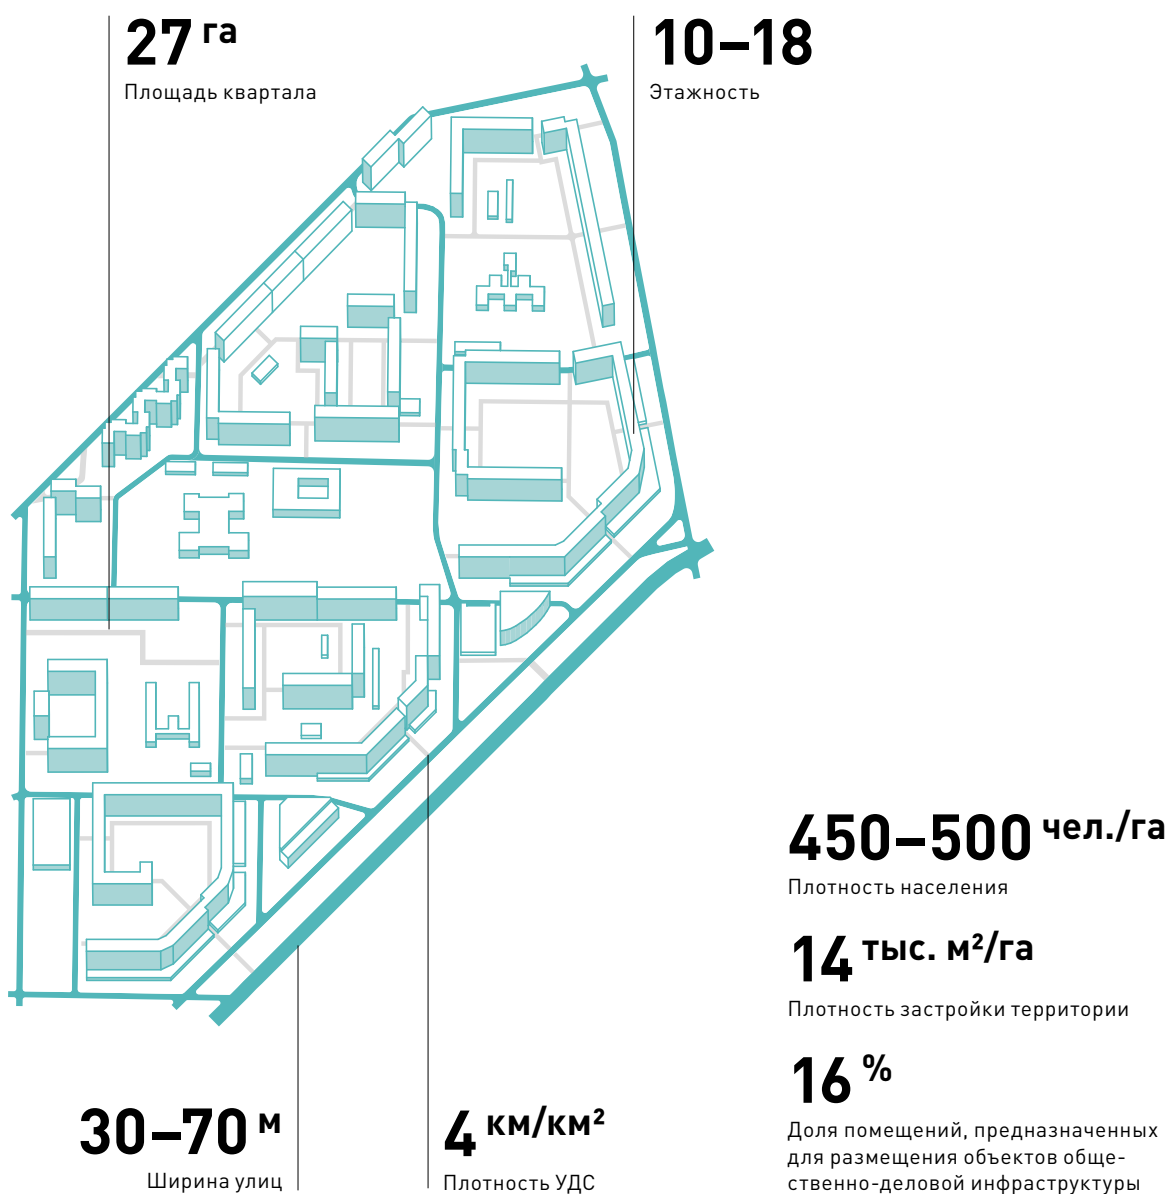 27 га
Площадь квартала
10–18
Этажность
450–500 чел./га
Плотность населения
14 тыс. м²/га
Плотность застройки территории
16 %
Доля помещений, предназначенных
для размещения объектов обще-
ственно-деловой инфраструктуры
30–70 м
Ширина улиц
4 км/км²
Плотность УДС